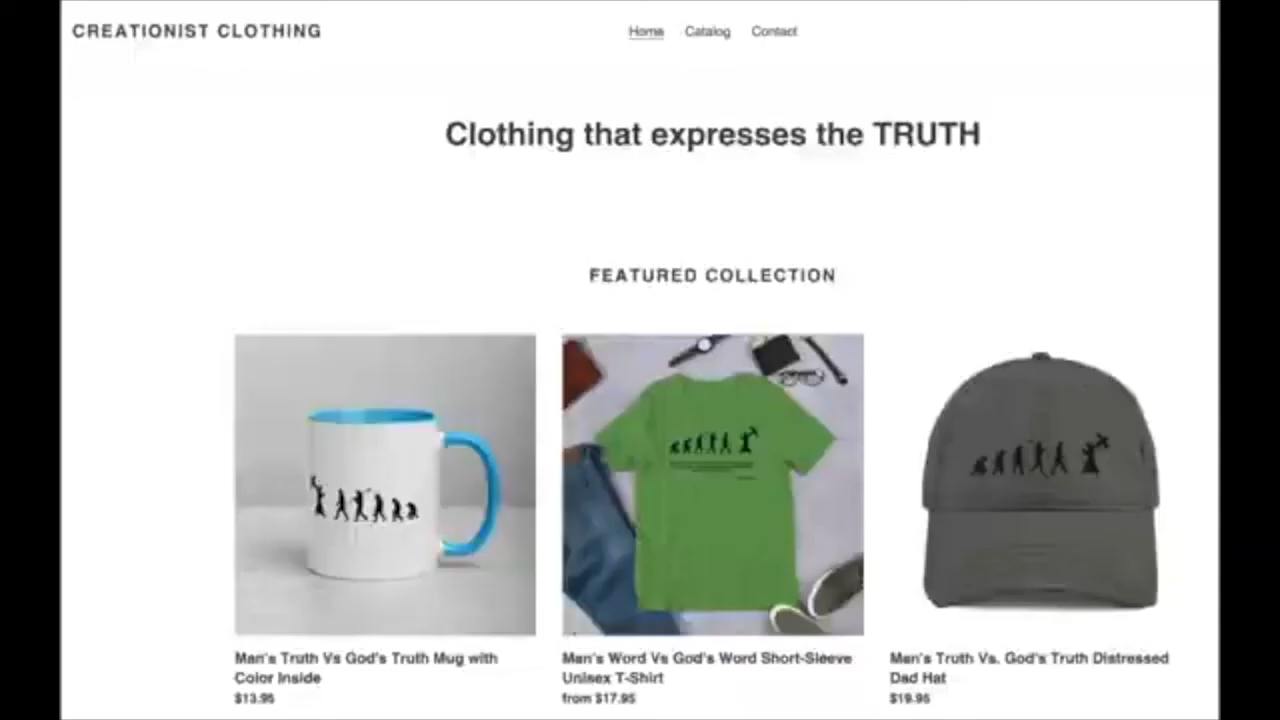 CREATIONIST CLOTHING
Home Catalog Contact
Clothing that expresses the TRUTH
FEATURED COLLECTION
Man's Truth Vs God's Truth Mug with
Color Inside
$13.95
Man's Word Vs God's Word Short-Sleeve
Unisex T-Shirt
from $17.95
Man's Truth Vs. God's Truth Distressed
Dad Hat
$19.95